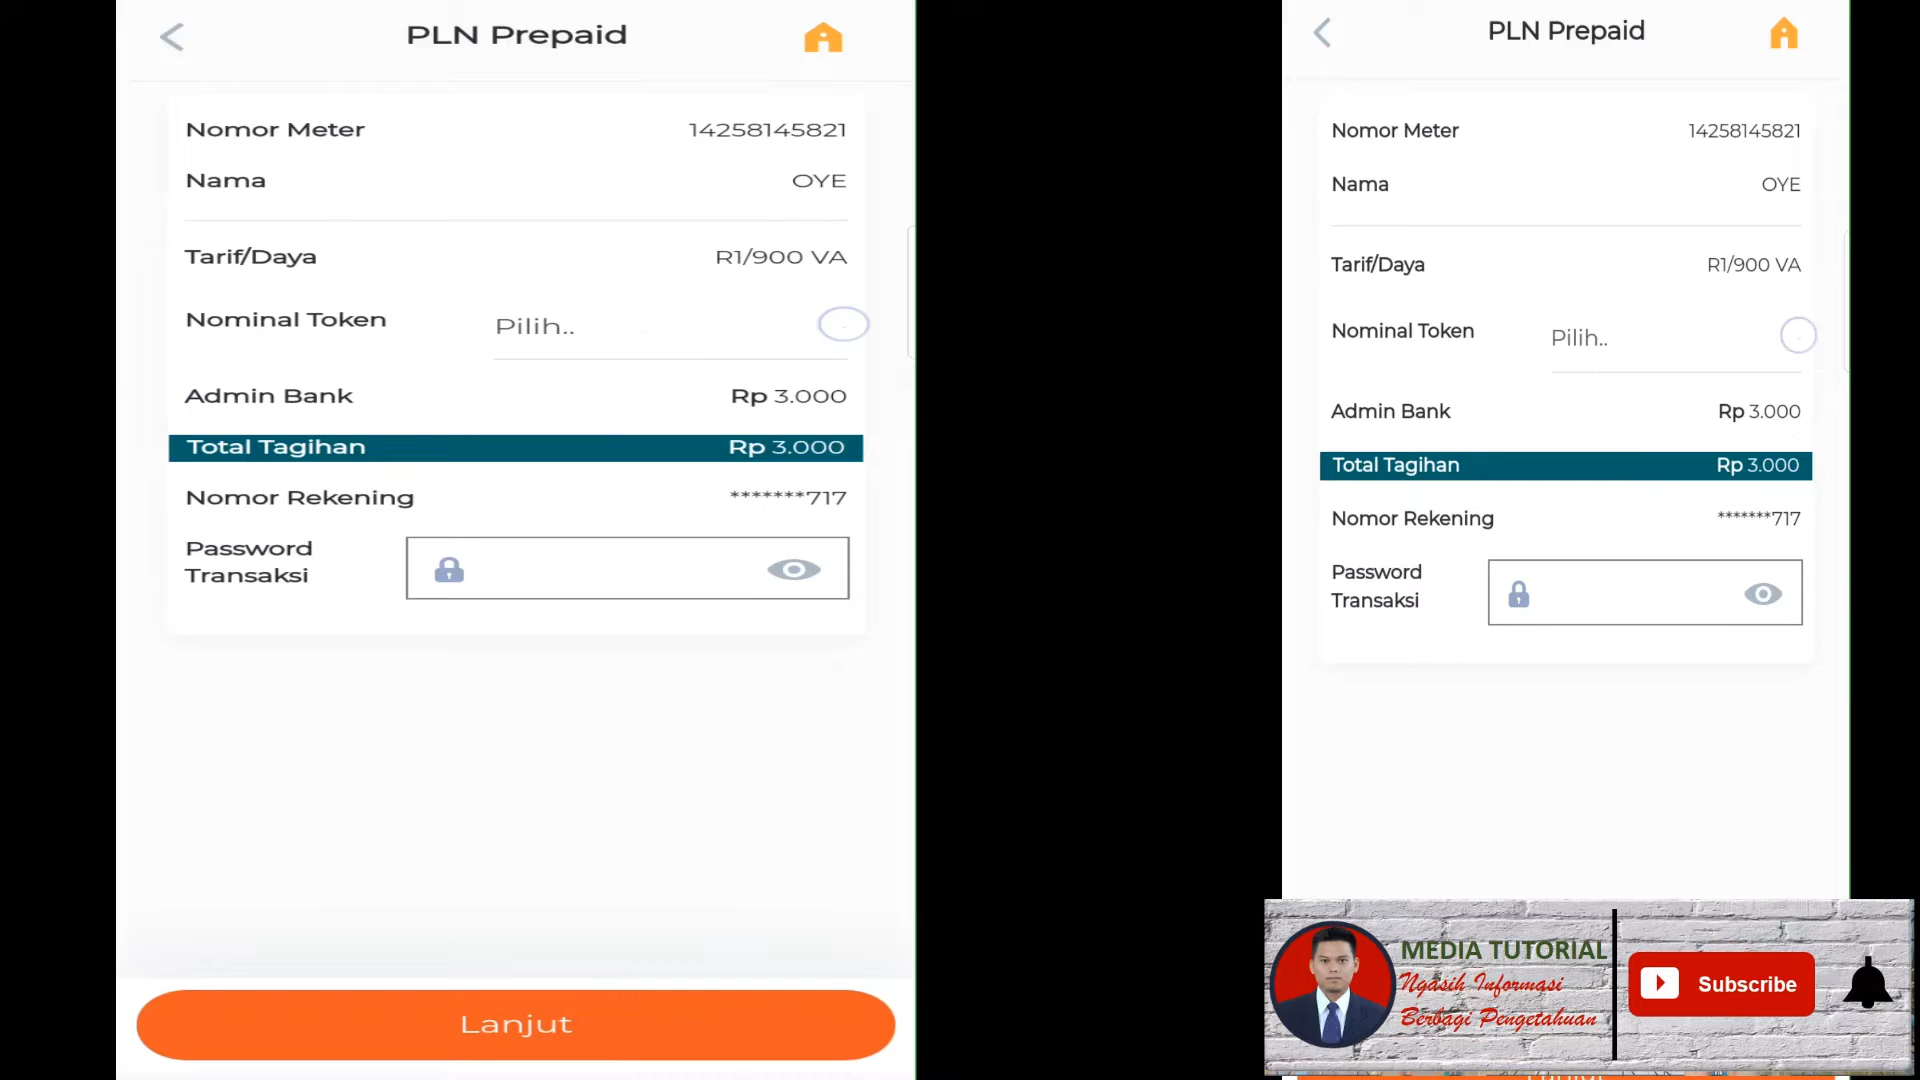 PLN Prepaid
Nomor Meter 14258145821
Nama OYE
Tarif/Daya R1/900 VA
Nominal Token Pilih..
Admin Bank Rp 3.000
Total Tagihan Rp 3.000
Nomor Rekening *******717
Password
Transaksi
Lanjut
PLN Prepaid
Nomor Meter 14258145821
Nama OYE
Tarif/Daya R1/900 VA
Nominal Token Pilih..
Admin Bank Rp 3.000
Total Tagihan Rp 3.000
Nomor Rekening *******717
Password
Transaksi
MEDIA TUTORIAL
Ngasih Informasi
Berbagi Pengetahuan
Subscribe